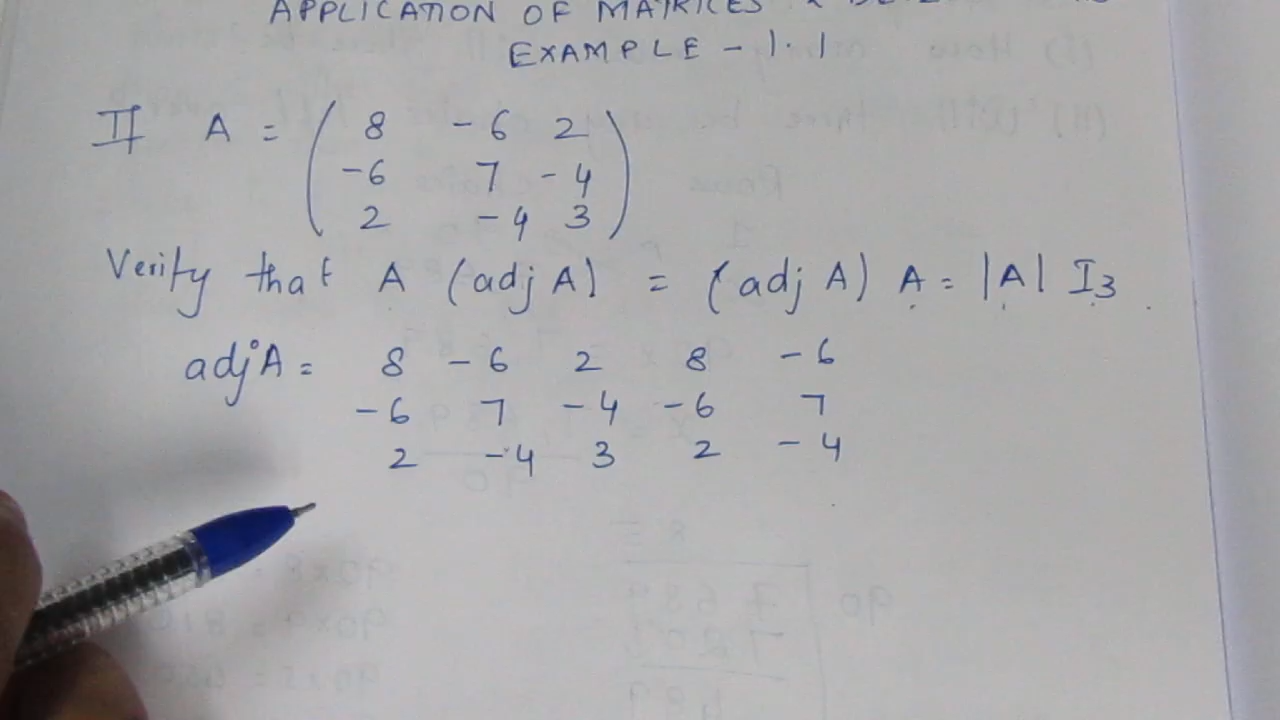 APPLICATION OF MATRICES
EXAMPLE - 1.1
If A = ( 8 - 6 2
-6 7 - 4
2 - 4 3 )
Verify that A (adj A) = (adj A) A = |A| I3
adj A = 8 - 6 2 8 - 6
-6 7 - 4 - 6 7
2 - 4 3 2 - 4